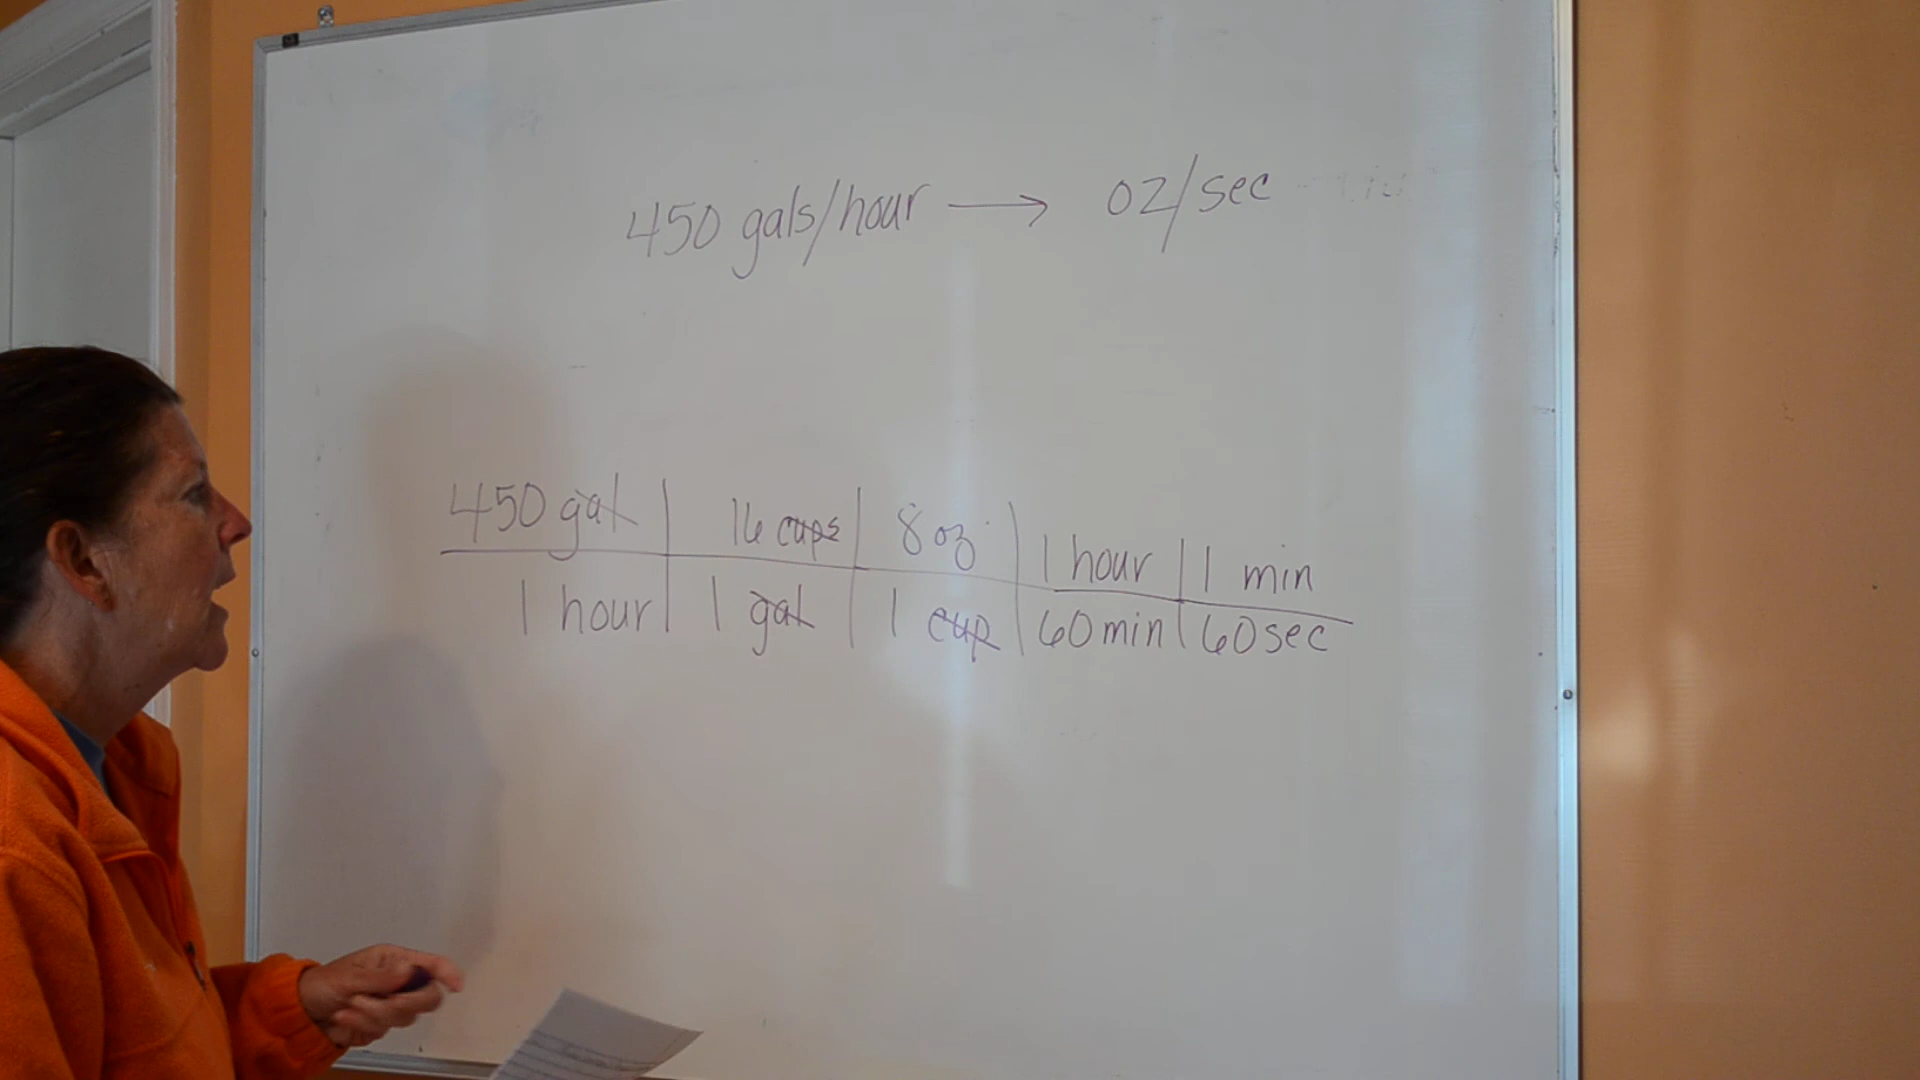 450 gals/hour → oz/sec
450 gal | 16 cups | 8 oz | 1 hour | 1 min
1 hour | 1 gal | 1 cup | 60 min | 60 sec